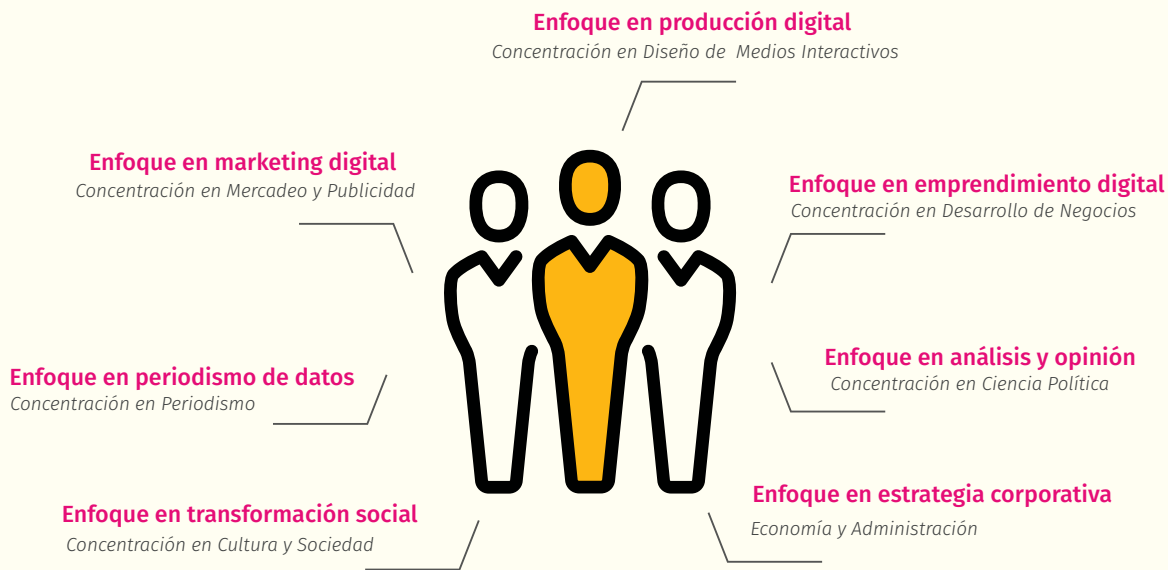 Enfoque en producción digital
Concentración en Diseño de Medios Interactivos
Enfoque en marketing digital
Concentración en Mercadeo y Publicidad
Enfoque en emprendimiento digital
Concentración en Desarrollo de Negocios
Enfoque en periodismo de datos
Concentración en Periodismo
Enfoque en análisis y opinión
Concentración en Ciencia Política
Enfoque en transformación social
Concentración en Cultura y Sociedad
Enfoque en estrategia corporativa
Economía y Administración